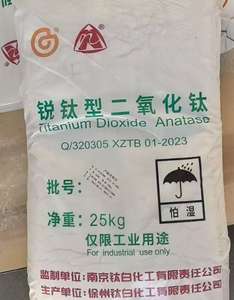 锐钛型二氧化钛
Titanium Dioxide Anatase
Q/320305 XZTB 01-2023
批号:
怕湿
净重: 25kg
仅限工业用途
For industrial use only
监制单位:南京钛白化工有限责任公司
生产单位:徐州钛白化工有限责任公司